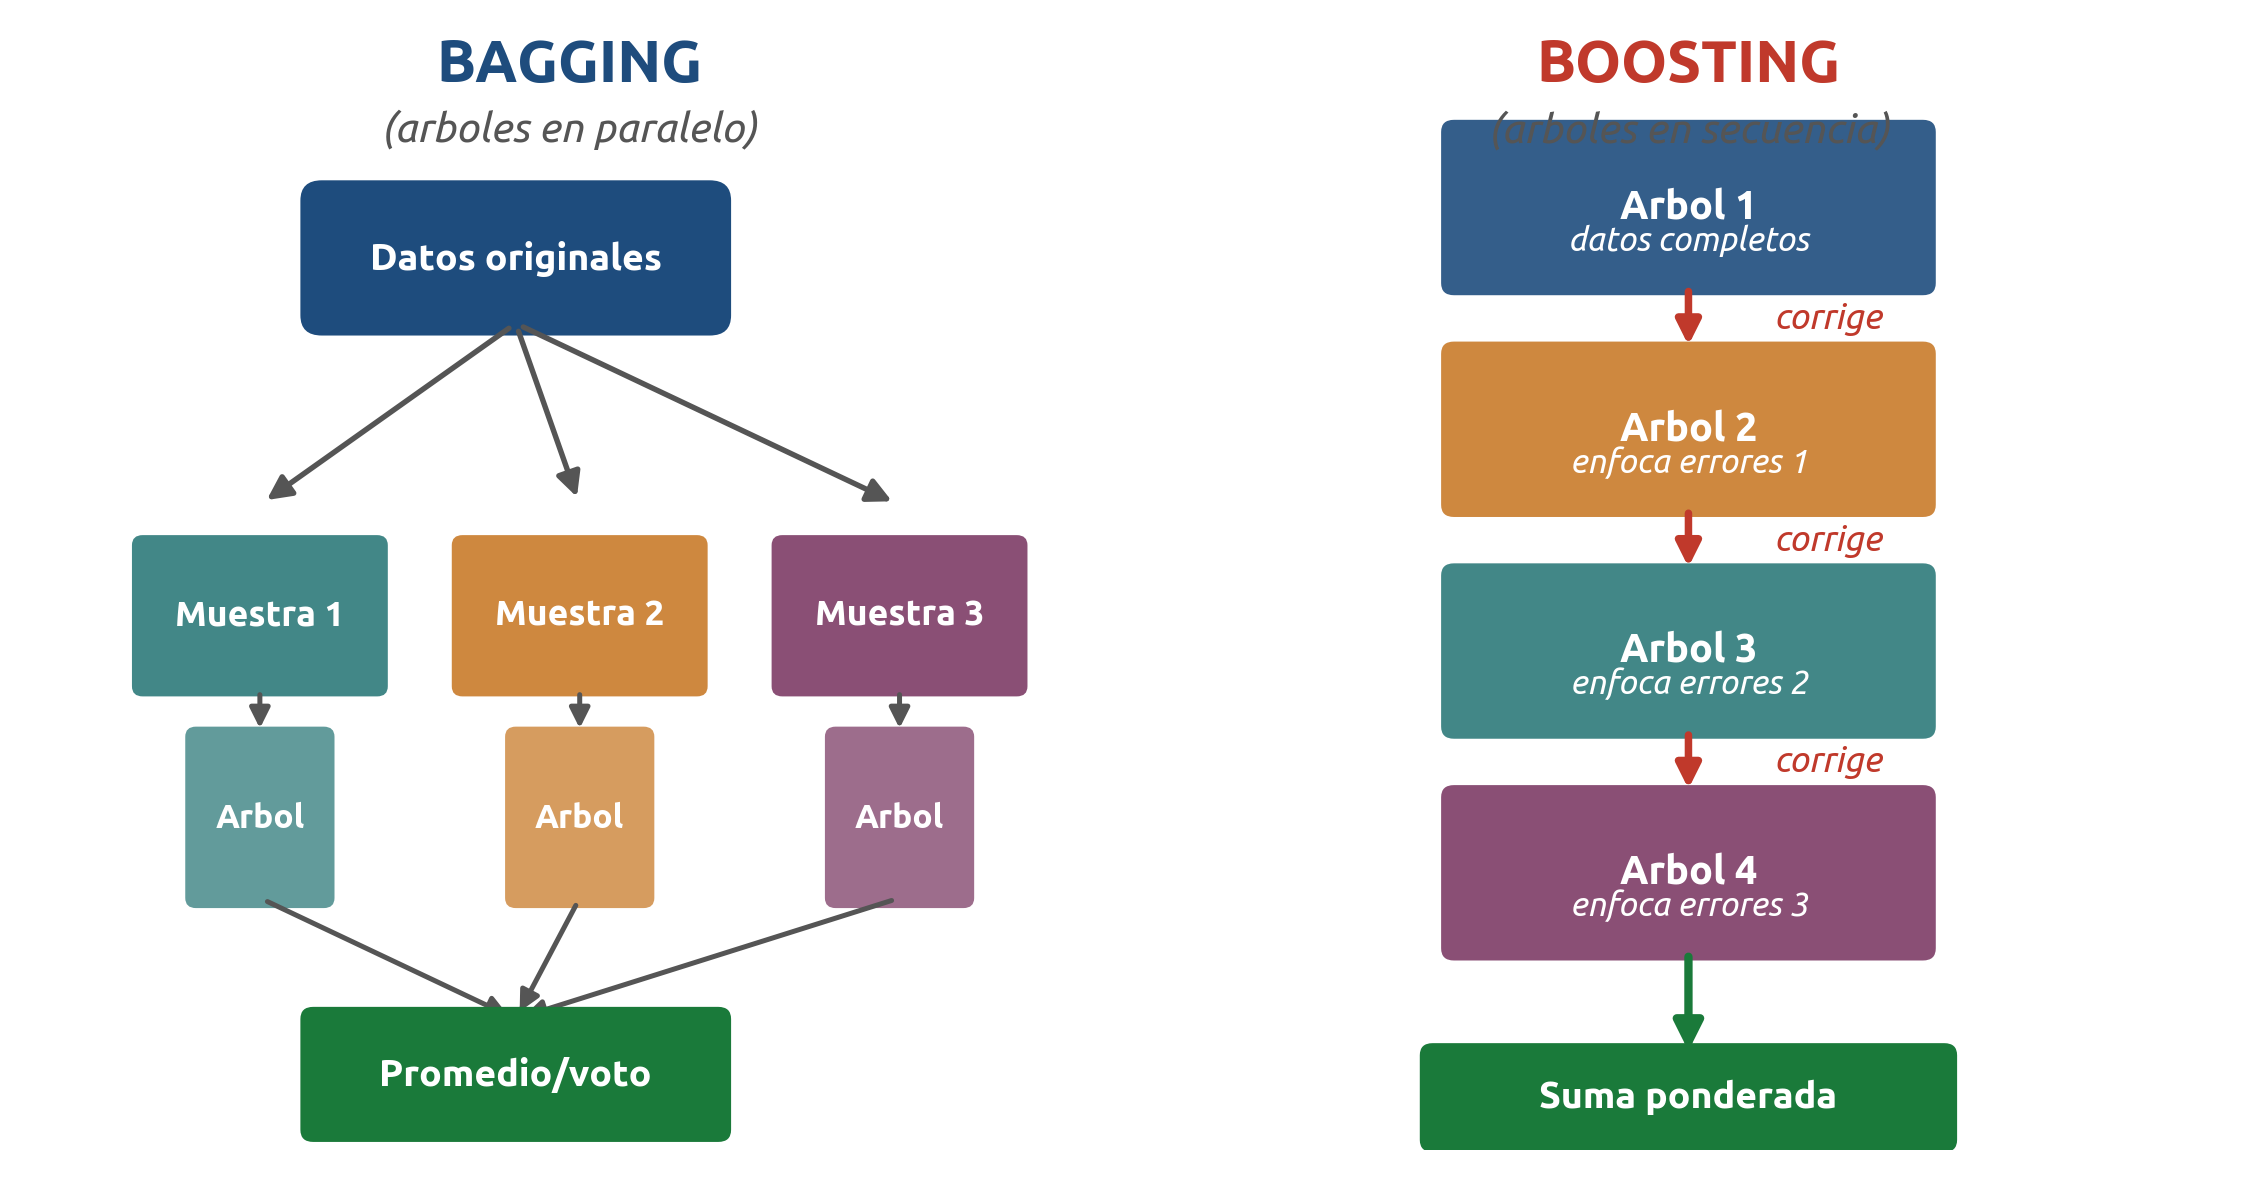 BAGGING
(arboles en paralelo)
Datos originales
Muestra 1
Muestra 2
Muestra 3
Arbol
Arbol
Arbol
Promedio/voto
BOOSTING
(arboles en secuencia)
Arbol 1
datos completos
corrige
Arbol 2
enfoca errores 1
corrige
Arbol 3
enfoca errores 2
corrige
Arbol 4
enfoca errores 3
Suma ponderada